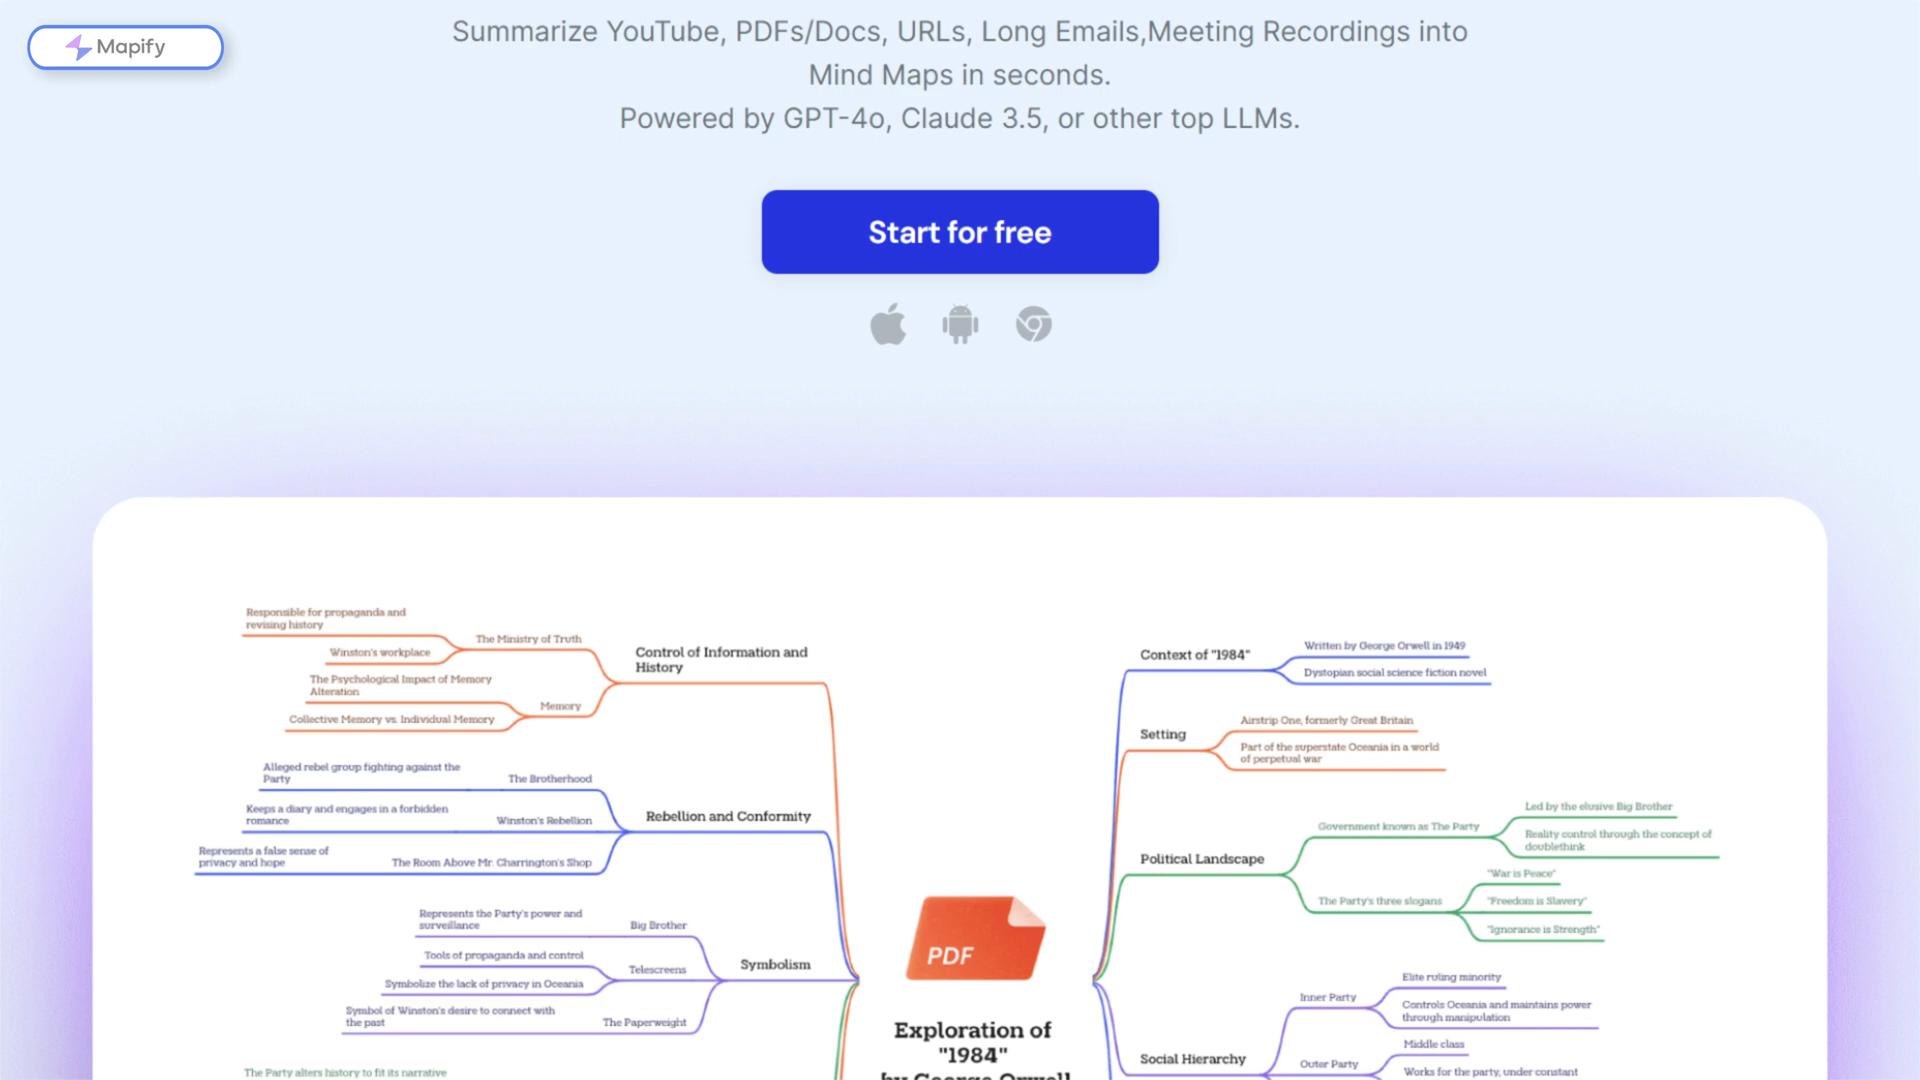 Mapify
Summarize YouTube, PDFs/Docs, URLs, Long Emails,Meeting Recordings into
Mind Maps in seconds.
Powered by GPT-4o, Claude 3.5, or other top LLMs.
Start for free
Responsible for propaganda and
revising history
Winston's workplace
The Ministry of Truth
The Psychological Impact of Memory
Alteration
Collective Memory vs. Individual Memory
Memory
Control of Information and
History
Alleged rebel group fighting against the
Party
The Brotherhood
Keeps a diary and engages in a forbidden
romance
Winston's Rebellion
Represents a false sense of
privacy and hope
The Room Above Mr. Charrington's Shop
Rebellion and Conformity
Represents the Party's power and
surveillance
Big Brother
Tools of propaganda and control
Symbolize the lack of privacy in Oceania
Telescreens
Symbol of Winston's desire to connect with
the past
The Paperweight
Symbolism
The Party alters history to fit its narrative
PDF
Exploration of
"1984"
by George Orwell
Context of "1984"
Written by George Orwell in 1949
Dystopian social science fiction novel
Setting
Airstrip One, formerly Great Britain
Part of the superstate Oceania in a world
of perpetual war
Political Landscape
Government known as The Party
Led by the elusive Big Brother
Reality control through the concept of
doublethink
The Party's three slogans
"War is Peace"
"Freedom is Slavery"
"Ignorance is Strength"
Social Hierarchy
Inner Party
Elite ruling minority
Controls Oceania and maintains power
through manipulation
Outer Party
Middle class
Works for the party, under constant